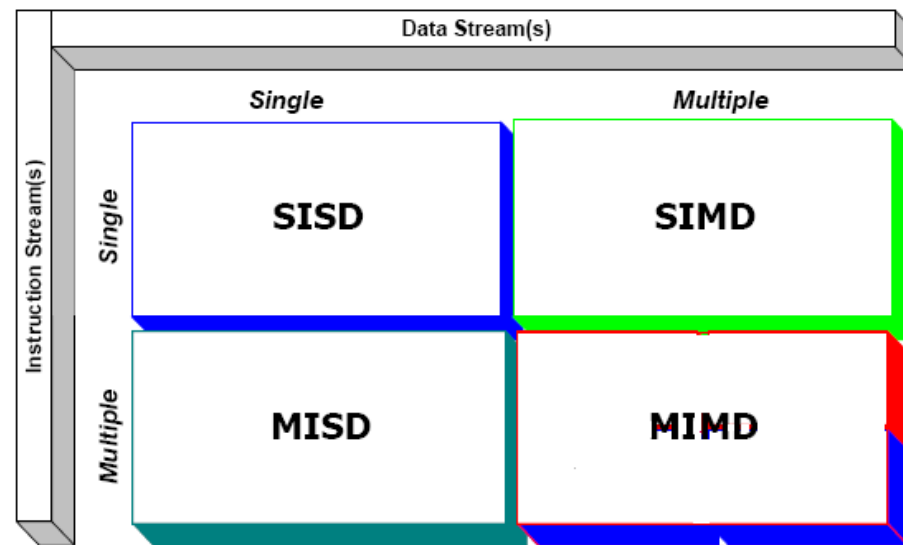 Data Stream(s)
Single
Multiple
Instruction Stream(s)
Single
SISD
SIMD
Multiple
MISD
MIMD